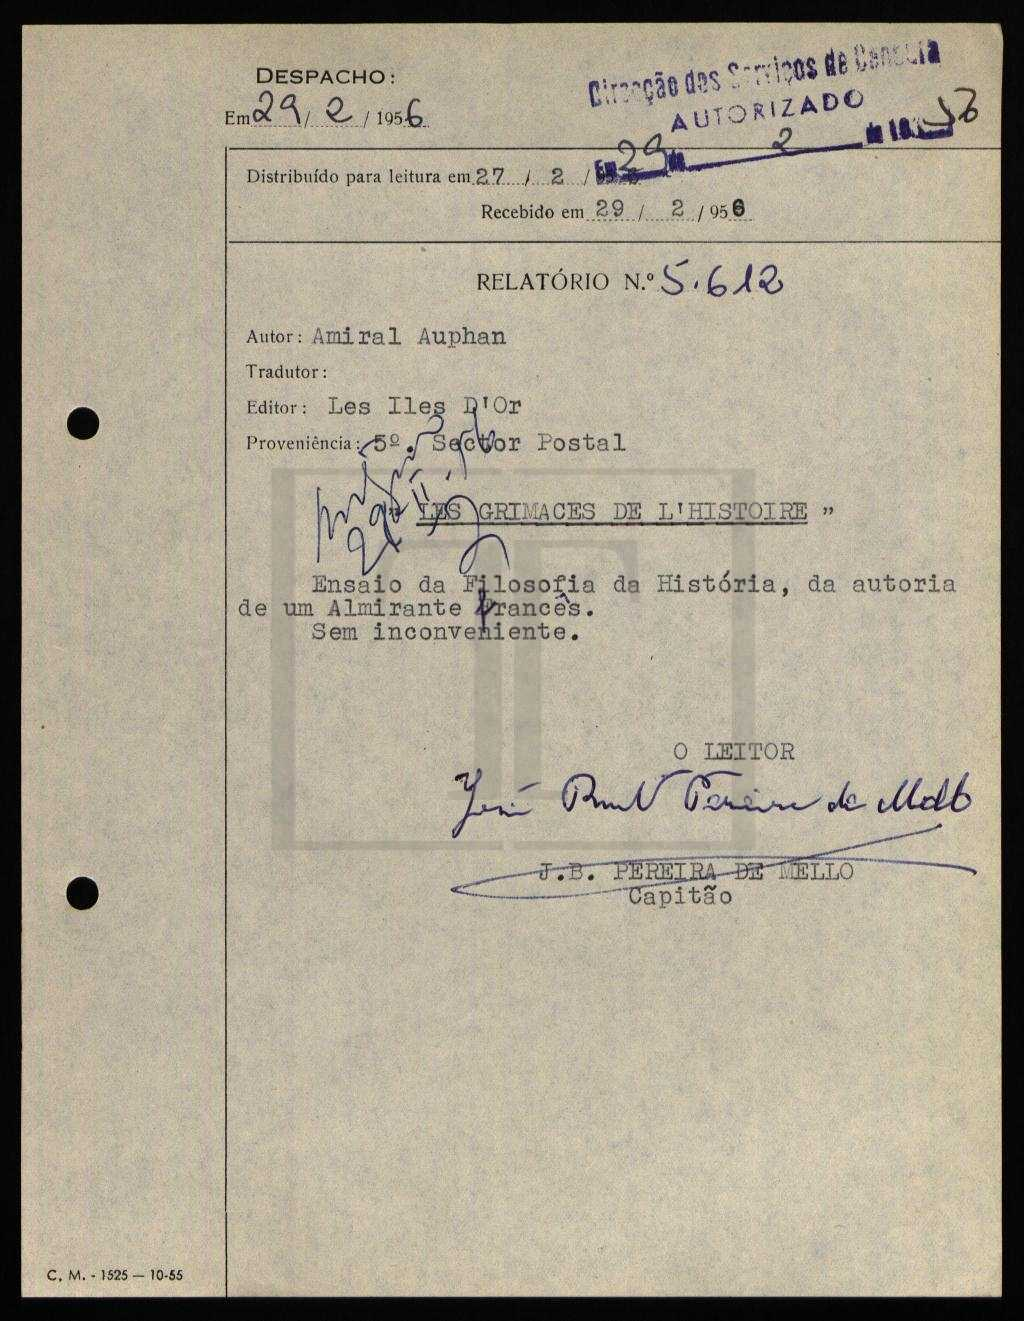 DESPACHO:
Em 29 / 2 / 1956
Direcção dos Serviços de Censura
AUTORIZADO
Em 29 de 2 de 19 56
Distribuído para leitura em 27 / 2 /
Recebido em 29 / 2 / 956
RELATÓRIO N.º 5.612
Autor: Amiral Auphan
Tradutor:
Editor: Les Iles D'Or
Proveniência: 5º. Sector Postal
" LES GRIMACES DE L'HISTOIRE "
Ensaio da Filosofia da História, da autoria
de um Almirante francês.
Sem inconveniente.
O LEITOR
José Pereira de Mello
J.B. PEREIRA DE MELLO
Capitão
C. M. - 1525 — 10-55